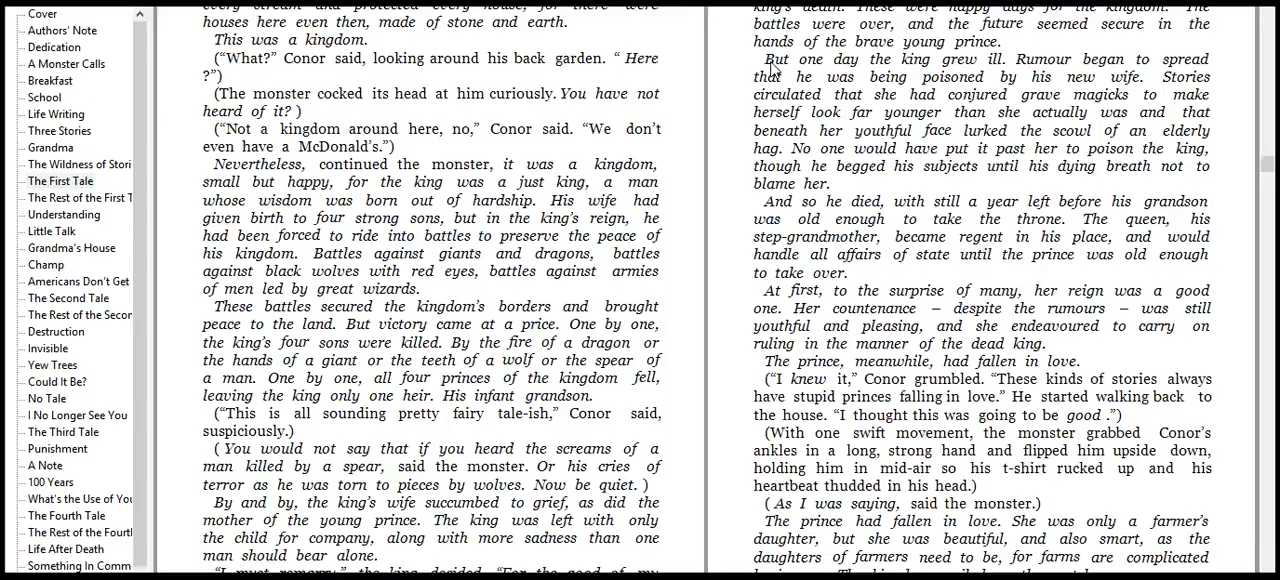 Cover
Authors' Note
Dedication
A Monster Calls
Breakfast
School
Life Writing
Three Stories
Grandma
The Wildness of Stori
The First Tale
The Rest of the First T
Understanding
Little Talk
Grandma's House
Champ
Americans Don't Get
The Second Tale
The Rest of the Secor
Destruction
Invisible
Yew Trees
Could It Be?
No Tale
I No Longer See You
The Third Tale
Punishment
A Note
100 Years
What's the Use of You
The Fourth Tale
The Rest of the Fourth
Life After Death
Something In Comm
every stream and protected every house, for there were
houses here even then, made of stone and earth.
This was a kingdom.
(“What?” Conor said, looking around his back garden. “ Here
?”)
(The monster cocked its head at him curiously. You have not
heard of it? )
(“Not a kingdom around here, no,” Conor said. “We don’t
even have a McDonald’s.”)
Nevertheless, continued the monster, it was a kingdom,
small but happy, for the king was a just king, a man
whose wisdom was born out of hardship. His wife had
given birth to four strong sons, but in the king’s reign, he
had been forced to ride into battles to preserve the peace of
his kingdom. Battles against giants and dragons, battles
against black wolves with red eyes, battles against armies
of men led by great wizards.
These battles secured the kingdom’s borders and brought
peace to the land. But victory came at a price. One by one,
the king’s four sons were killed. By the fire of a dragon or
the hands of a giant or the teeth of a wolf or the spear of
a man. One by one, all four princes of the kingdom fell,
leaving the king only one heir. His infant grandson.
(“This is all sounding pretty fairy tale-ish,” Conor said,
suspiciously.)
( You would not say that if you heard the screams of a
man killed by a spear, said the monster. Or his cries of
terror as he was torn to pieces by wolves. Now be quiet. )
By and by, the king’s wife succumbed to grief, as did the
mother of the young prince. The king was left with only
the child for company, along with more sadness than one
man should bear alone.
“I must remarry,” the king decided. “For the good of my
king’s death. These were happy days for the kingdom. The
battles were over, and the future seemed secure in the
hands of the brave young prince.
But one day the king grew ill. Rumour began to spread
that he was being poisoned by his new wife. Stories
circulated that she had conjured grave magicks to make
herself look far younger than she actually was and that
beneath her youthful face lurked the scowl of an elderly
hag. No one would have put it past her to poison the king,
though he begged his subjects until his dying breath not to
blame her.
And so he died, with still a year left before his grandson
was old enough to take the throne. The queen, his
step-grandmother, became regent in his place, and would
handle all affairs of state until the prince was old enough
to take over.
At first, to the surprise of many, her reign was a good
one. Her countenance – despite the rumours – was still
youthful and pleasing, and she endeavoured to carry on
ruling in the manner of the dead king.
The prince, meanwhile, had fallen in love.
(“I knew it,” Conor grumbled. “These kinds of stories always
have stupid princes falling in love.” He started walking back to
the house. “I thought this was going to be good .”)
(With one swift movement, the monster grabbed Conor’s
ankles in a long, strong hand and flipped him upside down,
holding him in mid-air so his t-shirt rucked up and his
heartbeat thudded in his head.)
( As I was saying, said the monster.)
The prince had fallen in love. She was only a farmer’s
daughter, but she was beautiful, and also smart, as the
daughters of farmers need to be, for farms are complicated